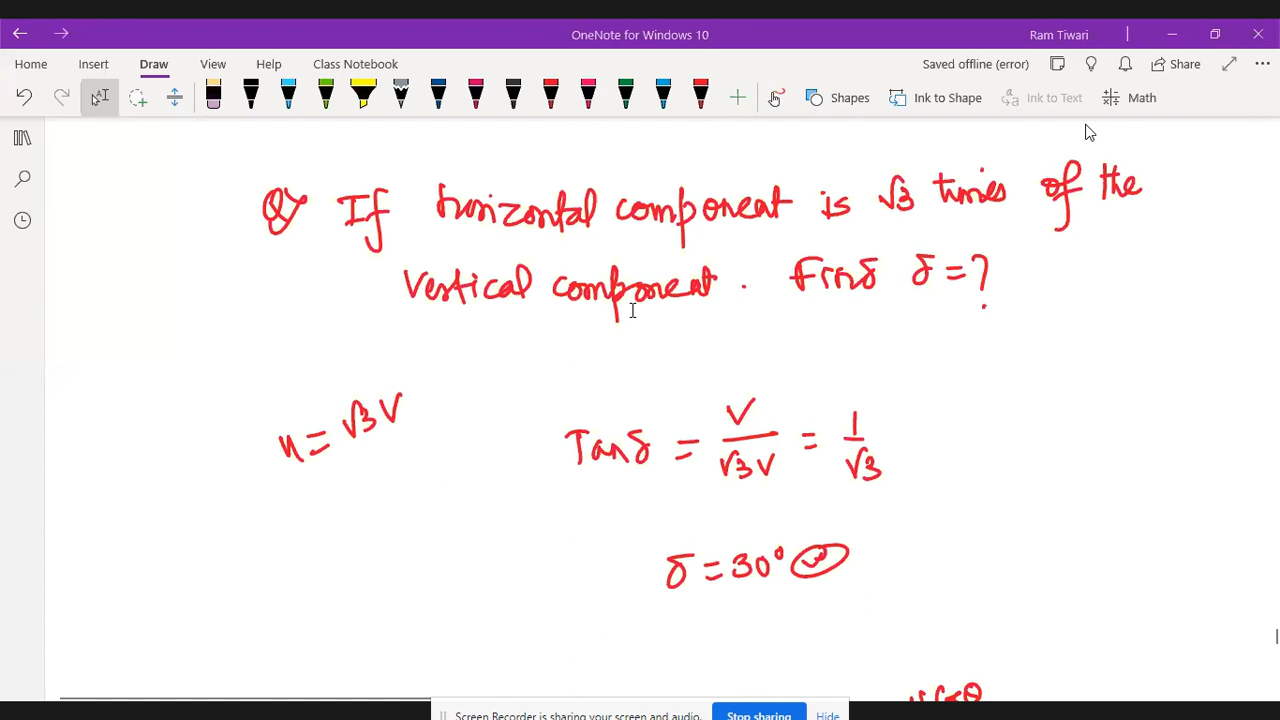 OneNote for Windows 10
Ram Tiwari
Home Insert Draw View Help Class Notebook
Saved offline (error) Share
Shapes Ink to Shape Ink to Text Math
Q If horizontal component is √3 times of the
vertical component. Find δ = ?
H = √3 V
Tan δ = V / √3 V = 1 / √3
δ = 30°
Screen Recorder is sharing your screen and audio. Stop sharing Hide